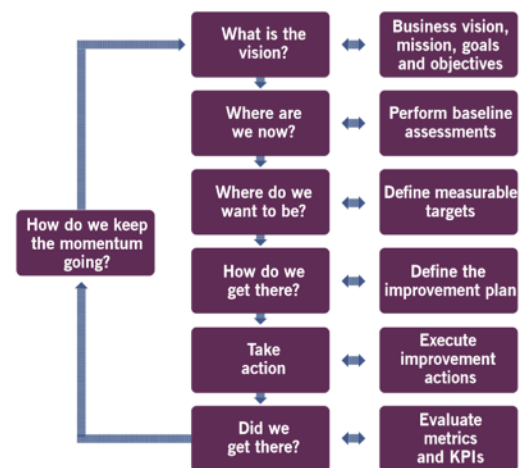 What is the
vision?
Business vision,
mission, goals
and objectives
Where are
we now?
Perform baseline
assessments
Where do we
want to be?
Define measurable
targets
How do we keep
the momentum
going?
How do we
get there?
Define the
improvement plan
Take
action
Execute
improvement
actions
Did we
get there?
Evaluate
metrics
and KPIs